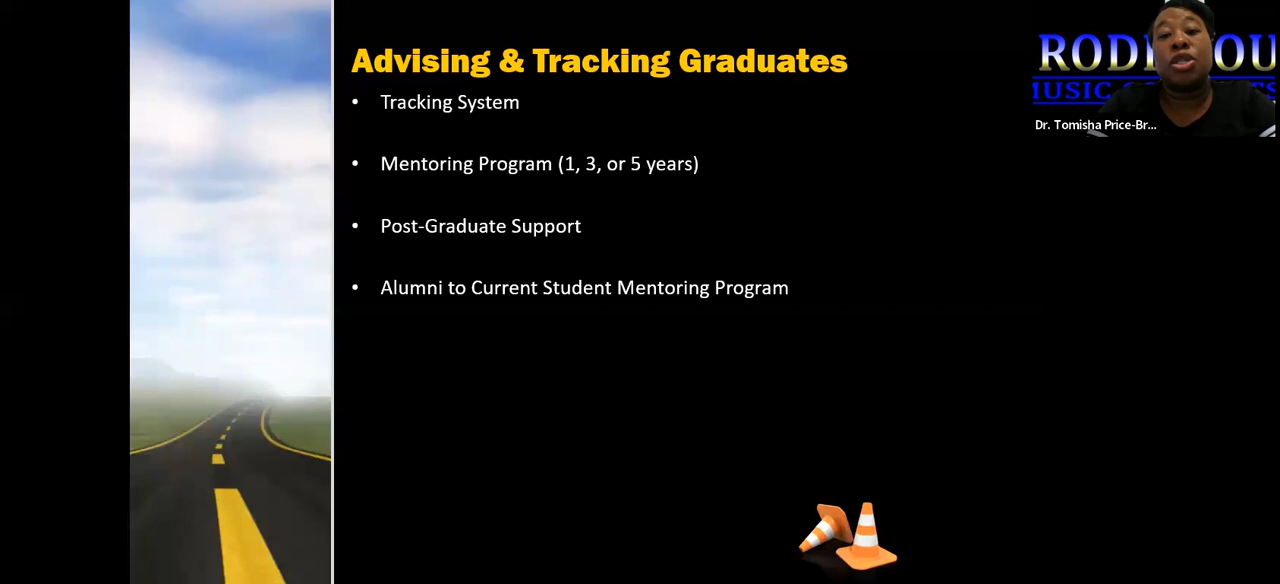 Advising & Tracking Graduates
• Tracking System
• Mentoring Program (1, 3, or 5 years)
• Post-Graduate Support
• Alumni to Current Student Mentoring Program
Dr. Tomisha Price-Br...